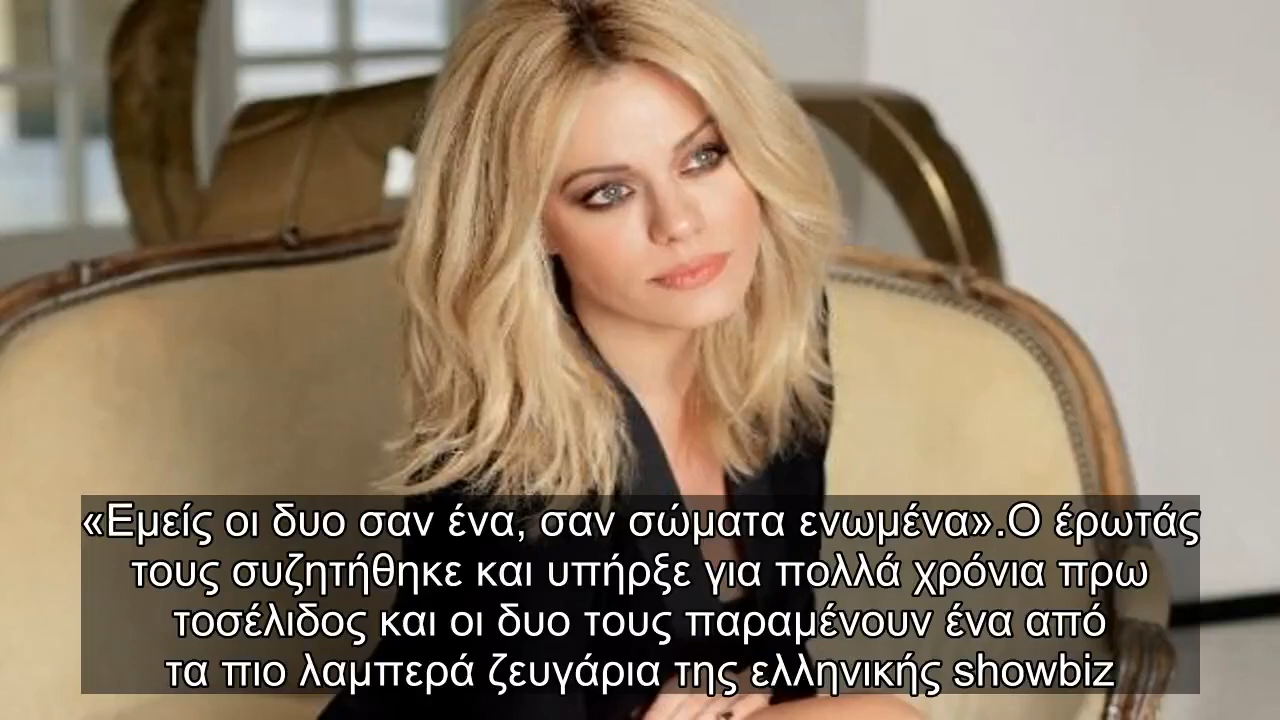 «Εμείς οι δυο σαν ένα, σαν σώματα ενωμένα».Ο έρωτάς
τους συζητήθηκε και υπήρξε για πολλά χρόνια πρω
τοσέλιδος και οι δυο τους παραμένουν ένα από
τα πιο λαμπερά ζευγάρια της ελληνικής showbiz